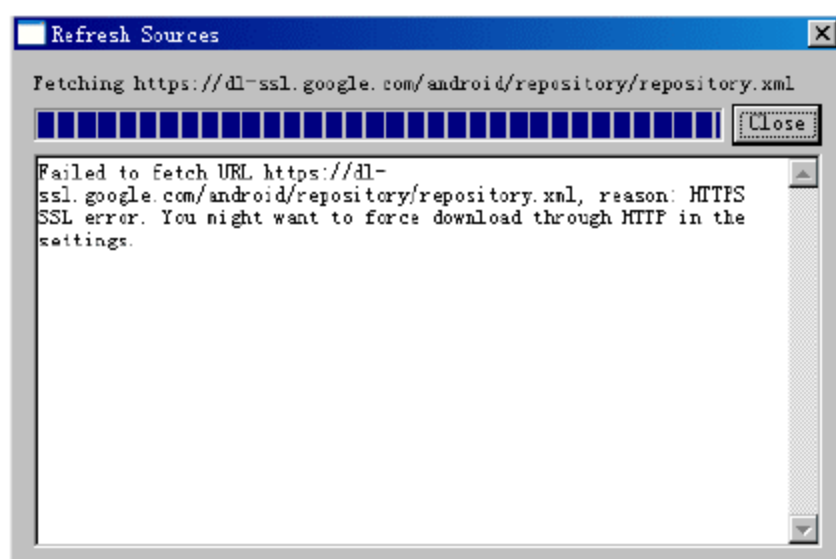 Refresh Sources
Fetching https://dl-ssl.google.com/android/repository/repository.xml
Close
Failed to fetch URL https://dl-
ssl.google.com/android/repository/repository.xml, reason: HTTPS
SSL error. You might want to force download through HTTP in the
settings.